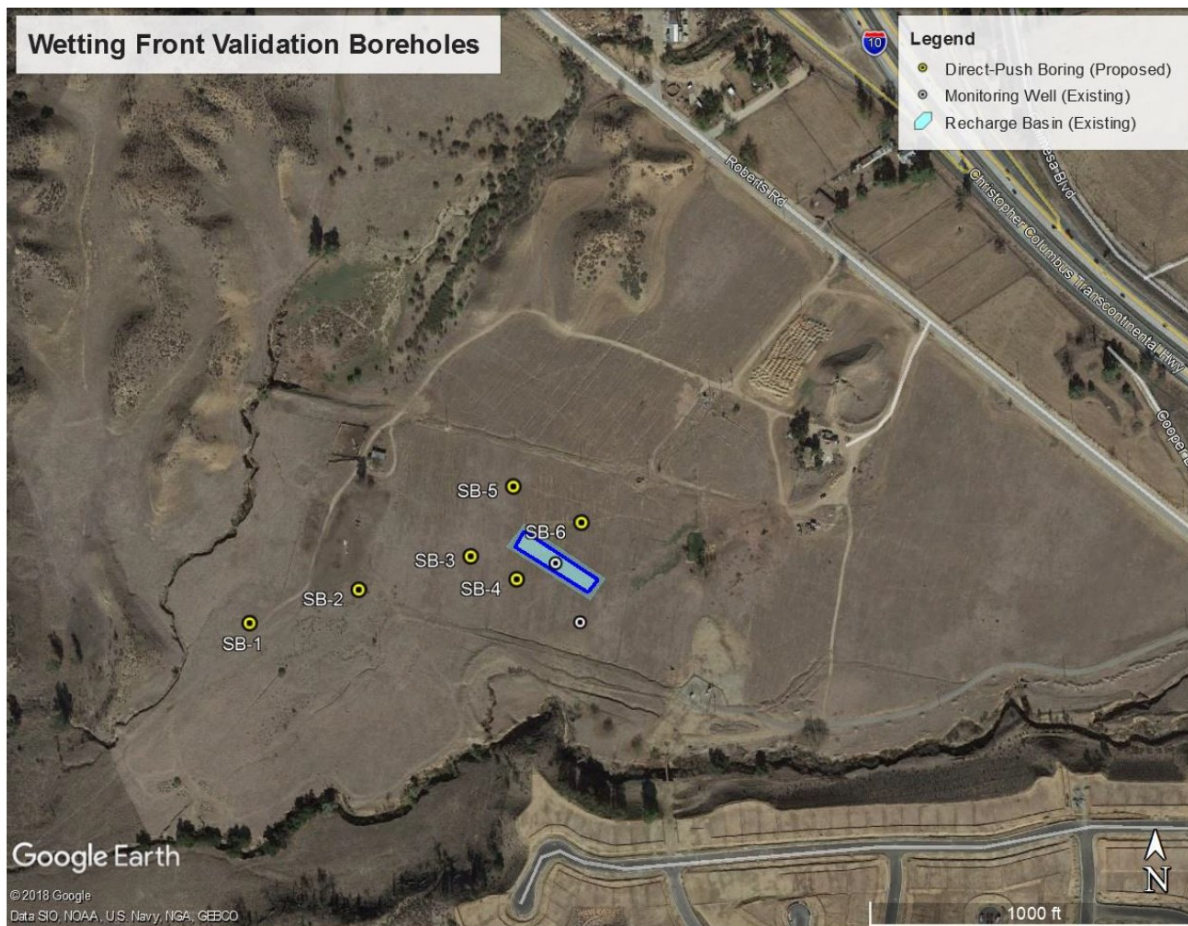 Wetting Front Validation Boreholes
10
Legend
Direct-Push Boring (Proposed)
Monitoring Well (Existing)
Recharge Basin (Existing)
Roberts Rd
Blvd
Christopher Columbus Transcontinental Hwy
Cooper
SB-5
SB-6
SB-3
SB-4
SB-2
SB-1
Google Earth
© 2018 Google
Data SIO, NOAA, U.S. Navy, NGA, GEBCO
N
1000 ft